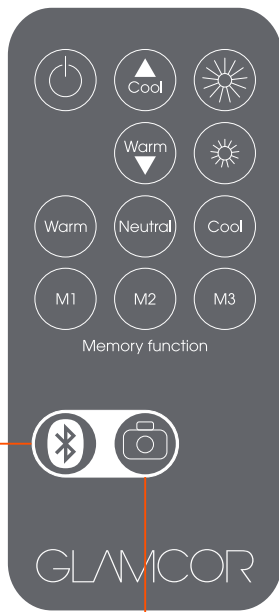 Cool
Warm
Warm Neutral Cool
M1 M2 M3
Memory function
GLAMCOR